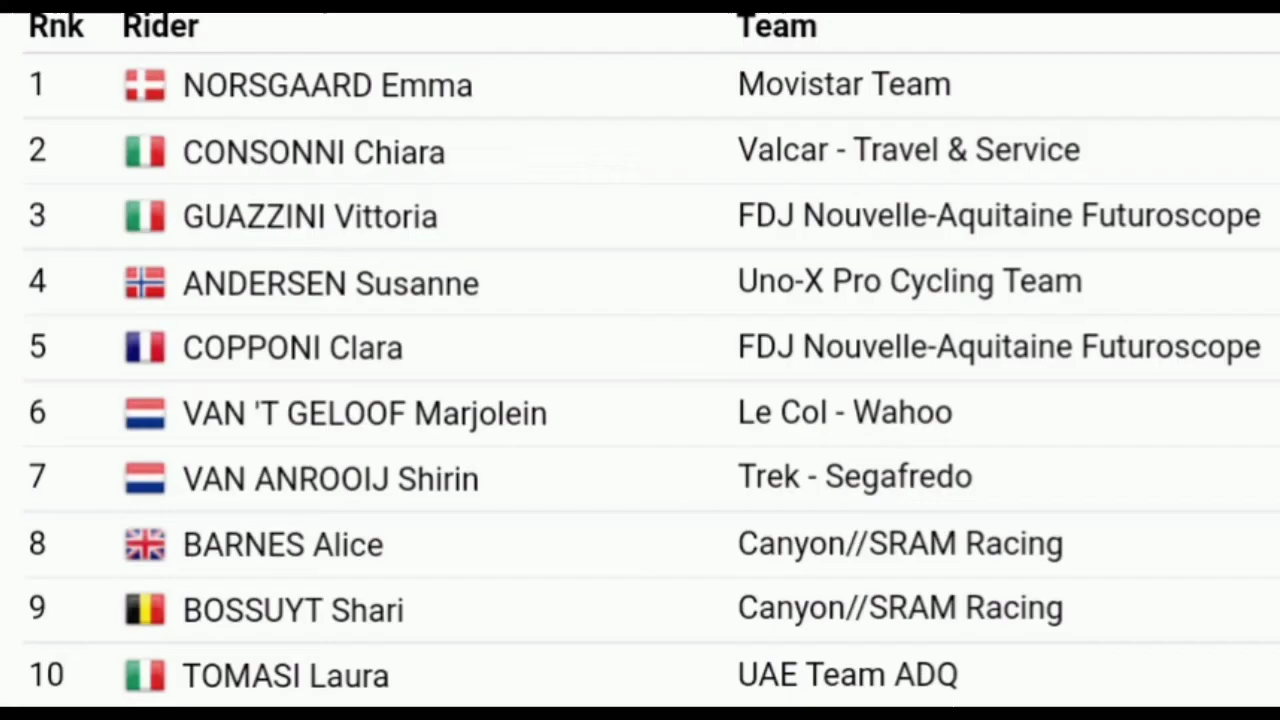 Rnk Rider Team
1 NORSGAARD Emma Movistar Team
2 CONSONNI Chiara Valcar - Travel & Service
3 GUAZZINI Vittoria FDJ Nouvelle-Aquitaine Futuroscope
4 ANDERSEN Susanne Uno-X Pro Cycling Team
5 COPPONI Clara FDJ Nouvelle-Aquitaine Futuroscope
6 VAN 'T GELOOF Marjolein Le Col - Wahoo
7 VAN ANROOIJ Shirin Trek - Segafredo
8 BARNES Alice Canyon//SRAM Racing
9 BOSSUYT Shari Canyon//SRAM Racing
10 TOMASI Laura UAE Team ADQ